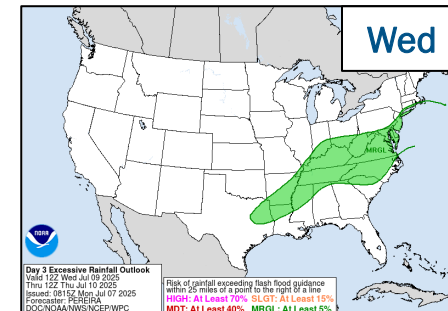 Wed
MRGL
NOAA
Day 3 Excessive Rainfall Outlook
Valid 12Z Wed Jul 09 2025
Thru 12Z Thu Jul 10 2025
Issued: 0815Z Mon Jul 07 2025
Forecaster: PEREIRA
DOC/NOAA/NWS/NCEP/WPC
Risk of rainfall exceeding flash flood guidance
within 25 miles of a point to the right of a line
HIGH: At Least 70% SLGT: At Least 15%
MDT: At Least 40% MRGL: At Least 5%